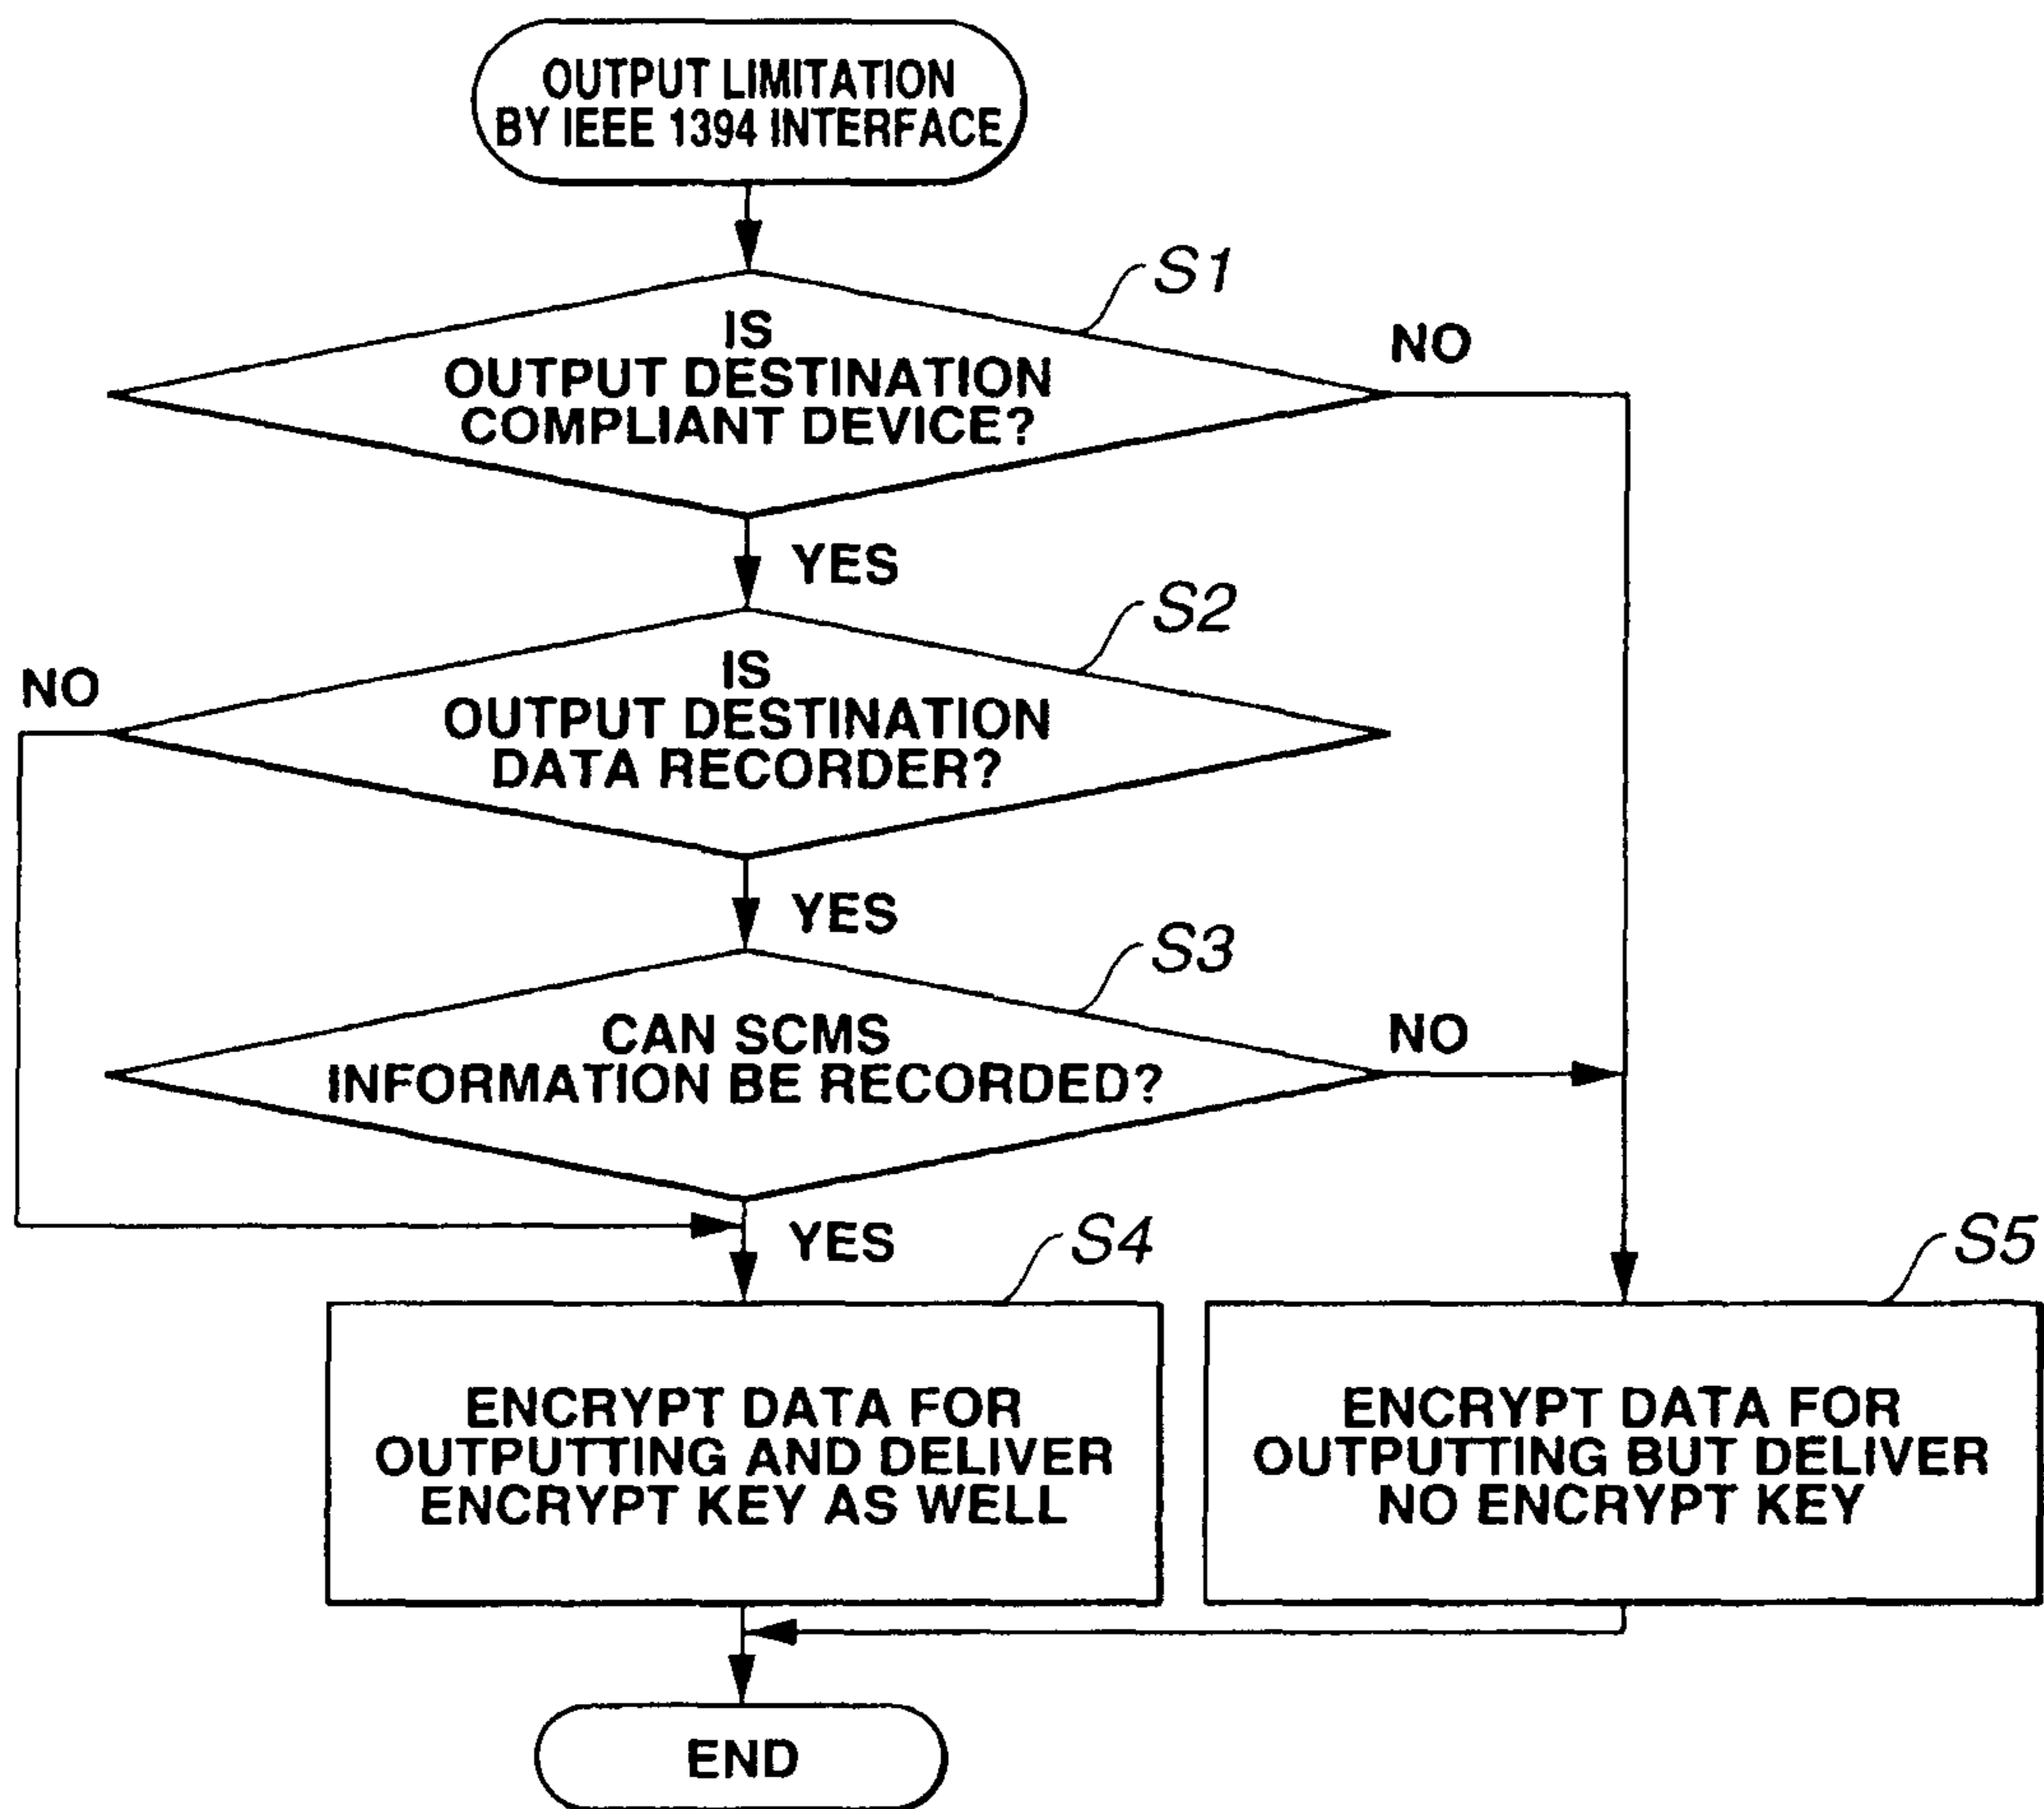 OUTPUT LIMITATION
BY IEEE 1394 INTERFACE
S1
IS
OUTPUT DESTINATION
COMPLIANT DEVICE?
NO
YES
S2
IS
OUTPUT DESTINATION
DATA RECORDER?
NO
YES
S3
CAN SCMS
INFORMATION BE RECORDED?
NO
YES
S4
ENCRYPT DATA FOR
OUTPUTTING AND DELIVER
ENCRYPT KEY AS WELL
S5
ENCRYPT DATA FOR
OUTPUTTING BUT DELIVER
NO ENCRYPT KEY
END